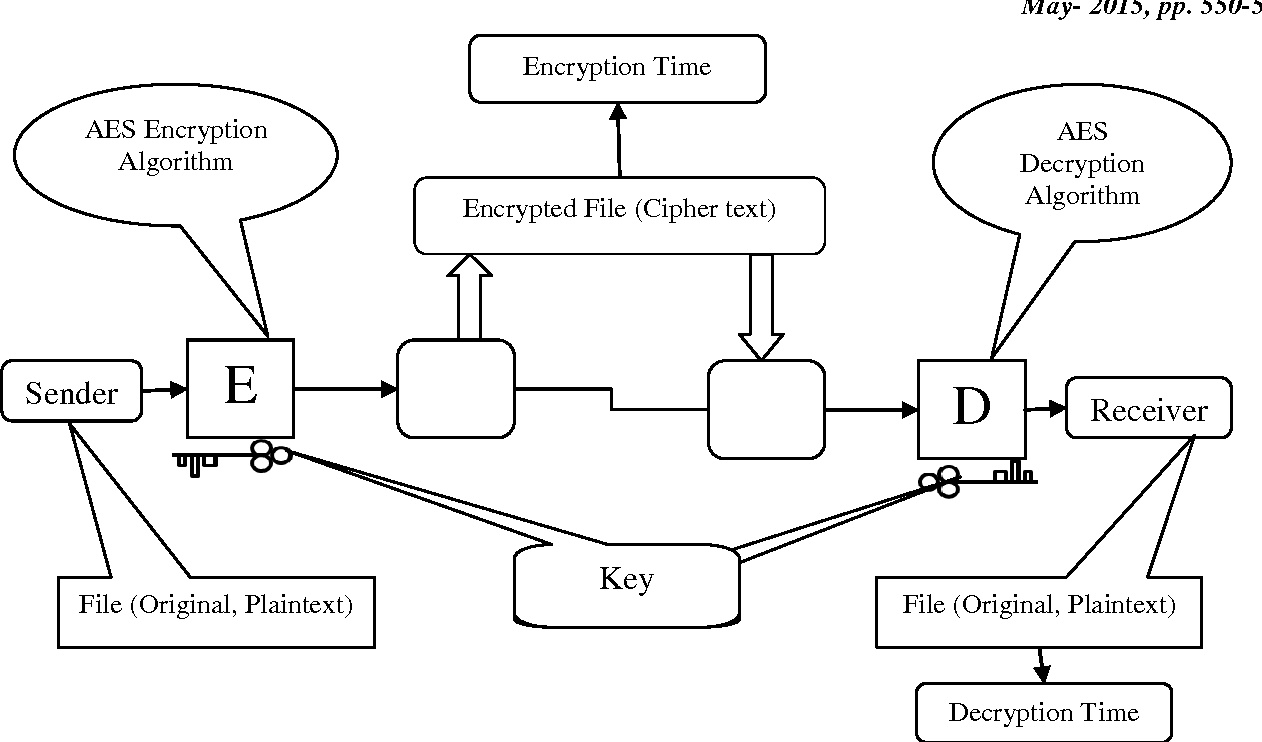 May- 2015, pp. 550-5
Encryption Time
AES Encryption
Algorithm
AES
Decryption
Algorithm
Encrypted File (Cipher text)
E
Sender
D
Receiver
Key
File (Original, Plaintext)
File (Original, Plaintext)
Decryption Time